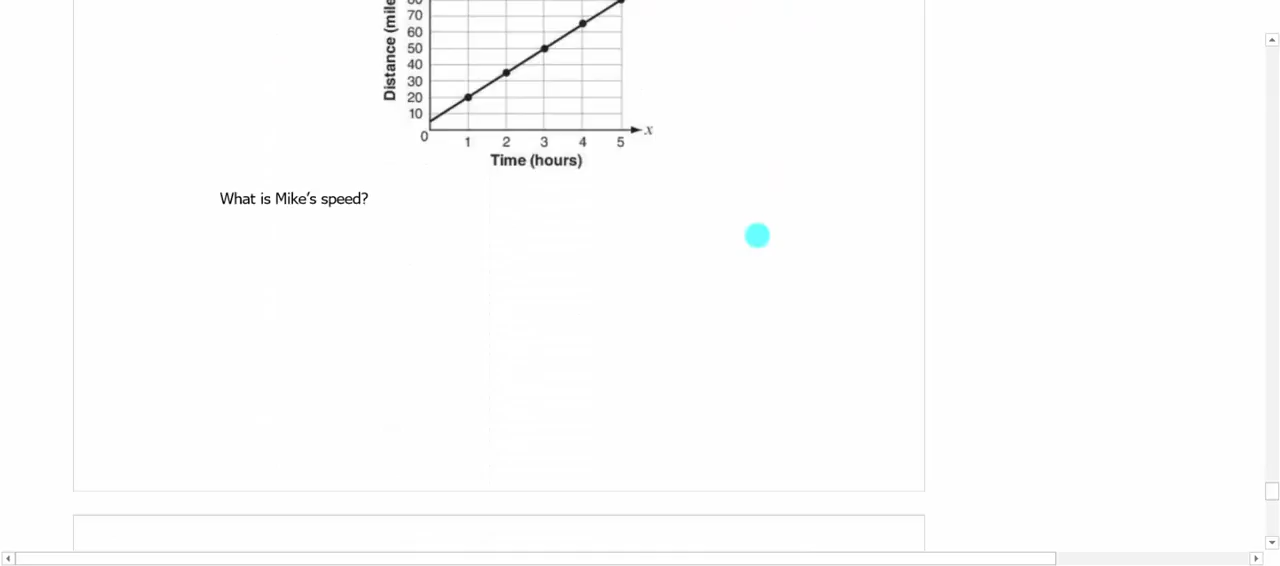 80
70
Distance (mile
60
50
40
30
20
10
0
1 2 3 4 5
x
Time (hours)
What is Mike's speed?